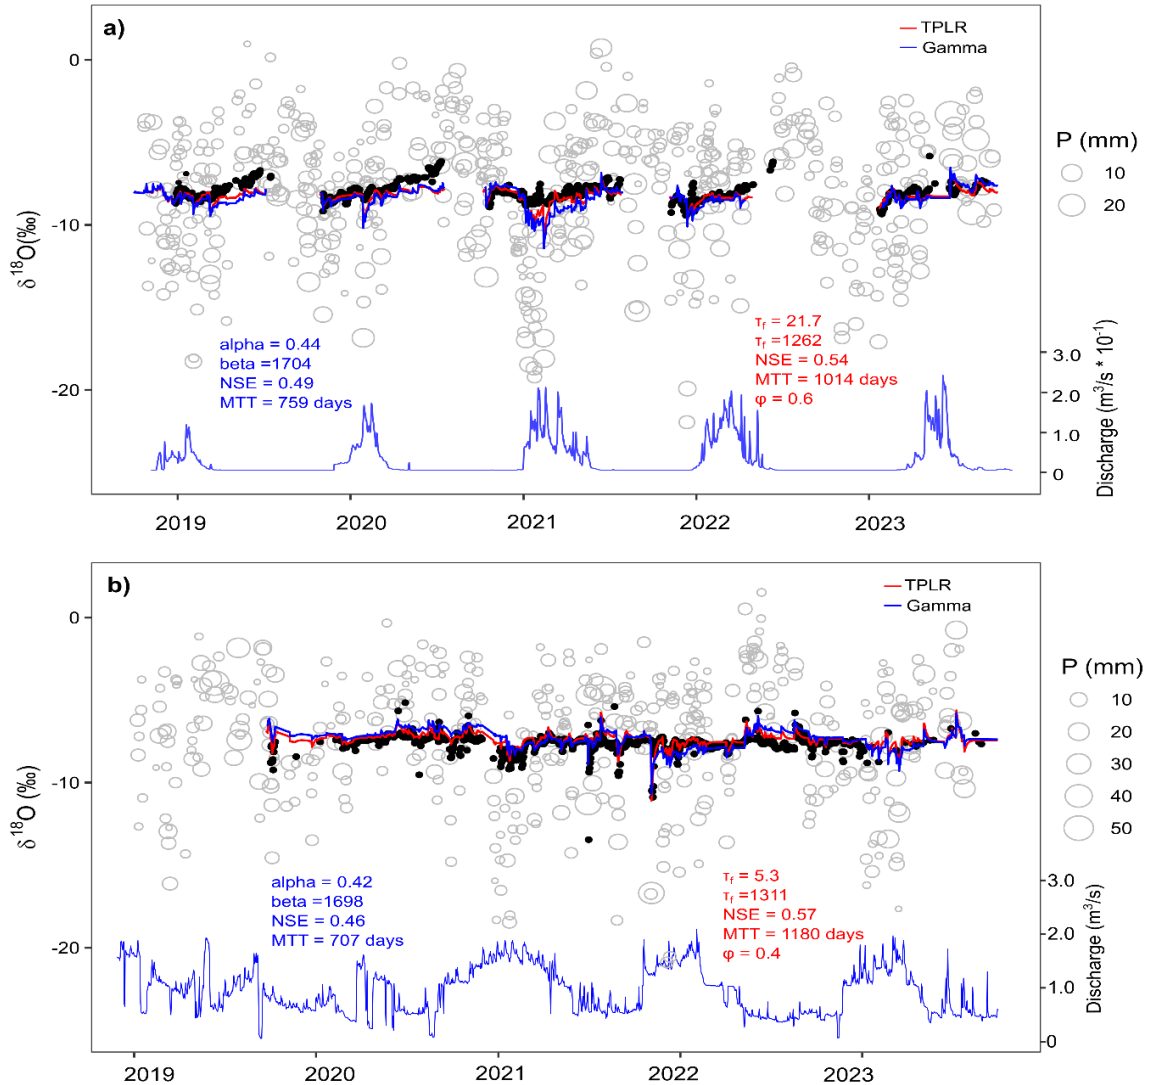 a)
TPLR
Gamma
0
-10
-20
δ ¹⁸O(‰)
P (mm)
10
20
alpha = 0.44
beta =1704
NSE = 0.49
MTT = 759 days
τf = 21.7
τf =1262
NSE = 0.54
MTT = 1014 days
φ = 0.6
3.0
2.0
1.0
0
Discharge (m³/s * 10⁻¹)
2019
2020
2021
2022
2023
b)
TPLR
Gamma
0
-10
-20
δ ¹⁸O (‰)
P (mm)
10
20
30
40
50
alpha = 0.42
beta =1698
NSE = 0.46
MTT = 707 days
τf = 5.3
τf =1311
NSE = 0.57
MTT = 1180 days
φ = 0.4
3.0
2.0
1.0
0
Discharge (m³/s)
2019
2020
2021
2022
2023